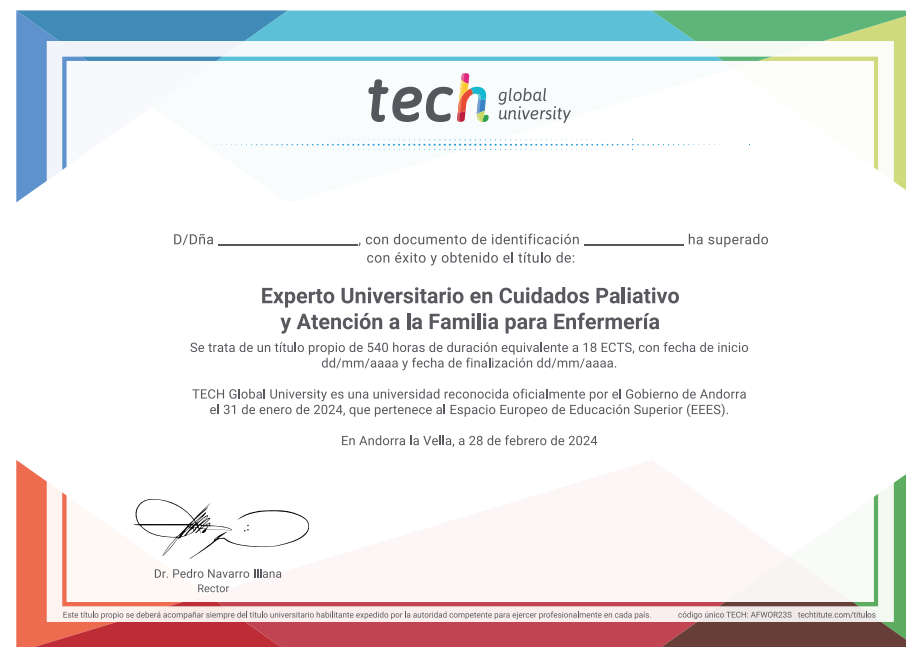 tech global university
D/Dña ____________________, con documento de identificación ______________ ha superado
con éxito y obtenido el título de:
Experto Universitario en Cuidados Paliativo
y Atención a la Familia para Enfermería
Se trata de un título propio de 540 horas de duración equivalente a 18 ECTS, con fecha de inicio
dd/mm/aaaa y fecha de finalización dd/mm/aaaa.
TECH Global University es una universidad reconocida oficialmente por el Gobierno de Andorra
el 31 de enero de 2024, que pertenece al Espacio Europeo de Educación Superior (EEES).
En Andorra la Vella, a 28 de febrero de 2024
Dr. Pedro Navarro Illana
Rector
Este título propio se deberá acompañar siempre del título universitario habilitante expedido por la autoridad competente para ejercer profesionalmente en cada país. código único TECH: AFWOR23S techtitute.com/titulos